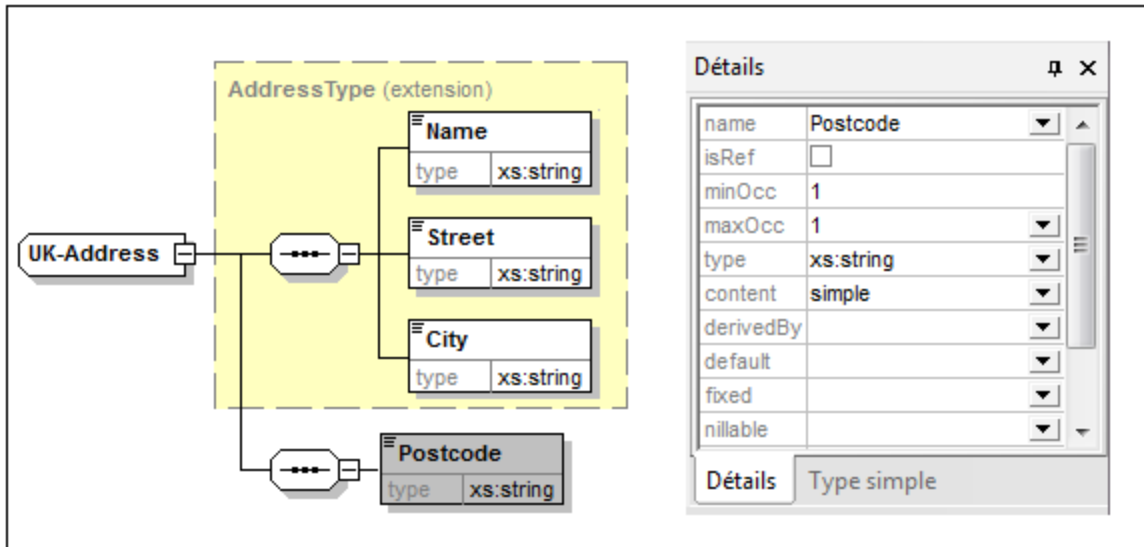 AddressType (extension)
Name
type xs:string
Street
type xs:string
UK-Address
City
type xs:string
Postcode
type xs:string
Détails
name Postcode
isRef
minOcc 1
maxOcc 1
type xs:string
content simple
derivedBy
default
fixed
nillable
Détails Type simple